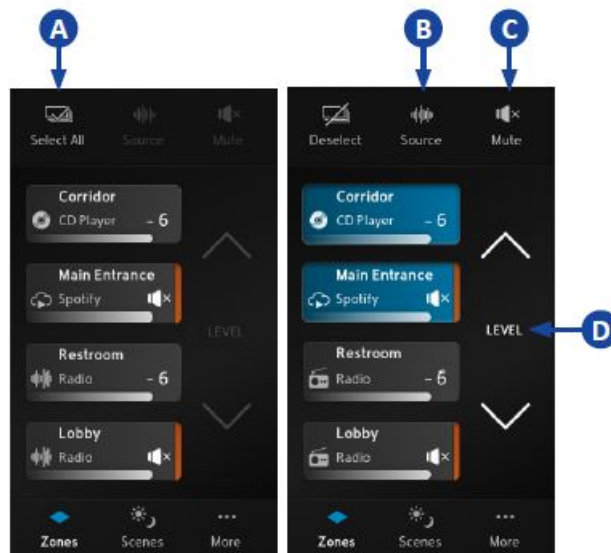 A
B
C
Select All
Source
Mute
Corridor
CD Player - 6
Main Entrance
Spotify
Restroom
Radio - 6
Lobby
Radio
LEVEL
Zones
Scenes
More
Deselect
Source
Mute
Corridor
CD Player - 6
Main Entrance
Spotify
Restroom
Radio - 6
Lobby
Radio
LEVEL
D
Zones
Scenes
More